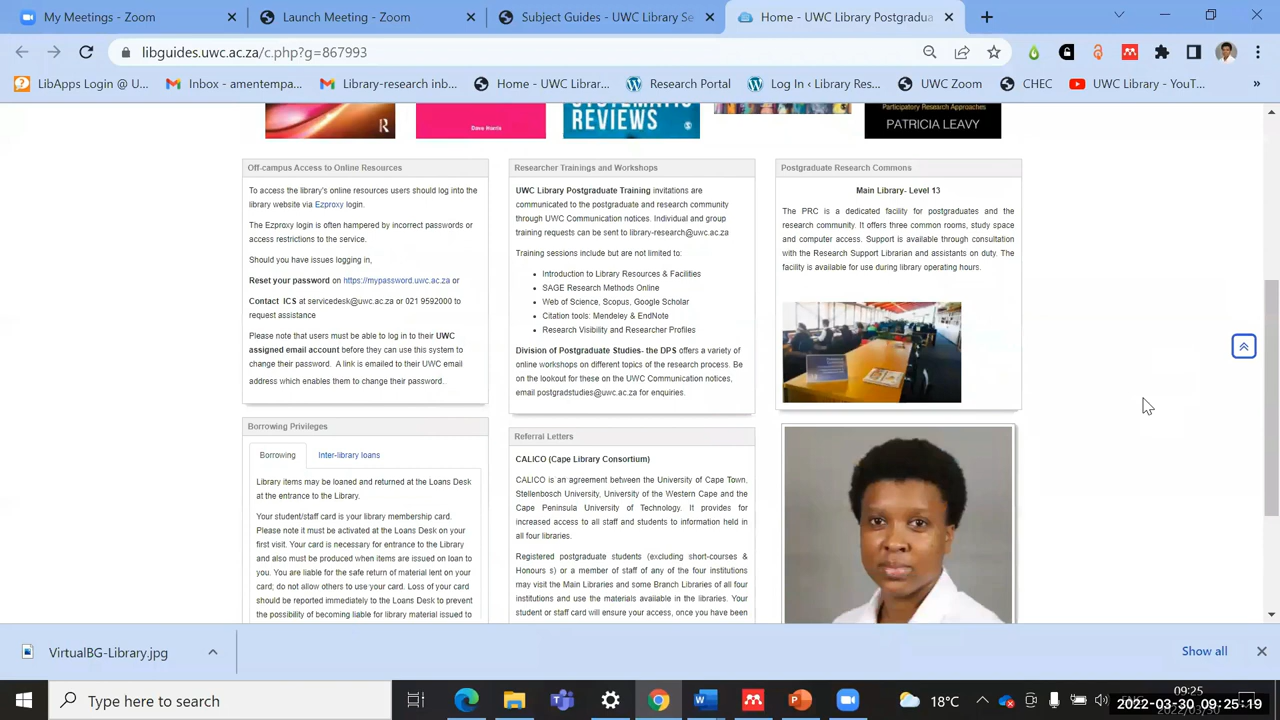 My Meetings - Zoom
Launch Meeting - Zoom
Subject Guides - UWC Library Se
Home - UWC Library Postgradua
libguides.uwc.ac.za/c.php?g=867993
LibApps Login @ U...
Inbox - amentempa...
Library-research inb...
Home - UWC Librar...
Research Portal
Log In ‹ Library Res...
UWC Zoom
CHEC
UWC Library - YouT...
»
R
Dave Harris
SYSTEMATIC
REVIEWS
Participatory Research Approaches
PATRICIA LEAVY
Off-campus Access to Online Resources
To access the library's online resources users should log into the
library website via Ezproxy login.
The Ezproxy login is often hampered by incorrect passwords or
access restrictions to the service.
Should you have issues logging in,
Reset your password on https://mypassword.uwc.ac.za or
Contact ICS at servicedesk@uwc.ac.za or 021 9592000 to
request assistance
Please note that users must be able to log in to their UWC
assigned email account before they can use this system to
change their password. A link is emailed to their UWC email
address which enables them to change their password.
Researcher Trainings and Workshops
UWC Library Postgraduate Training invitations are
communicated to the postgraduate and research community
through UWC Communication notices. Individual and group
training requests can be sent to library-research@uwc.ac.za
Training sessions include but are not limited to:
• Introduction to Library Resources & Facilities
• SAGE Research Methods Online
• Web of Science, Scopus, Google Scholar
• Citation tools: Mendeley & EndNote
• Research Visibility and Researcher Profiles
Division of Postgraduate Studies- the DPS offers a variety of
online workshops on different topics of the research process. Be
on the lookout for these on the UWC Communication notices,
email postgradstudies@uwc.ac.za for enquiries.
Postgraduate Research Commons
Main Library- Level 13
The PRC is a dedicated facility for postgraduates and the
research community. It offers three common rooms, study space
and computer access. Support is available through consultation
with the Research Support Librarian and assistants on duty. The
facility is available for use during library operating hours.
Borrowing Privileges
Borrowing
Inter-library loans
Library items may be loaned and returned at the Loans Desk
at the entrance to the Library.
Your student/staff card is your library membership card.
Please note it must be activated at the Loans Desk on your
first visit. Your card is necessary for entrance to the Library
and also must be produced when items are issued on loan to
you. You are liable for the safe return of material lent on your
card; do not allow others to use your card. Loss of your card
should be reported immediately to the Loans Desk to prevent
the possibility of becoming liable for library material issued to
Referral Letters
CALICO (Cape Library Consortium)
CALICO is an agreement between the University of Cape Town,
Stellenbosch University, University of the Western Cape and the
Cape Peninsula University of Technology. It provides for
increased access to all staff and students to information held in
all four libraries.
Registered postgraduate students (excluding short-courses &
Honours s) or a member of staff of any of the four institutions
may visit the Main Libraries and some Branch Libraries of all four
institutions and use the materials available in the libraries. Your
student or staff card will ensure your access, once you have been
VirtualBG-Library.jpg
Show all
Type here to search
18°C
ENG
09:25
2022-03-30 09:25:19
2022/03/30